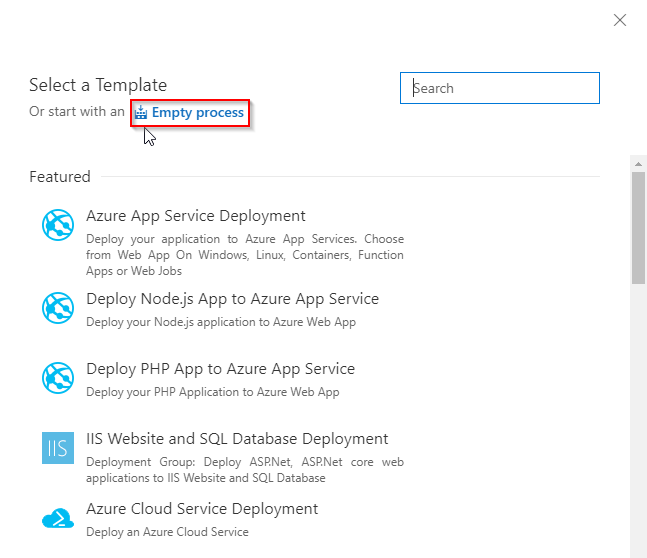 Select a Template
Search
Or start with an Empty process
Featured
Azure App Service Deployment
Deploy your application to Azure App Services. Choose
from Web App On Windows, Linux, Containers, Function
Apps or Web Jobs
Deploy Node.js App to Azure App Service
Deploy your Node.js application to Azure Web App
Deploy PHP App to Azure App Service
Deploy your PHP Application to Azure Web App
IIS
IIS Website and SQL Database Deployment
Deployment Group: Deploy ASP.Net, ASP.Net core web
applications to IIS Website and SQL Database
Azure Cloud Service Deployment
Deploy an Azure Cloud Service